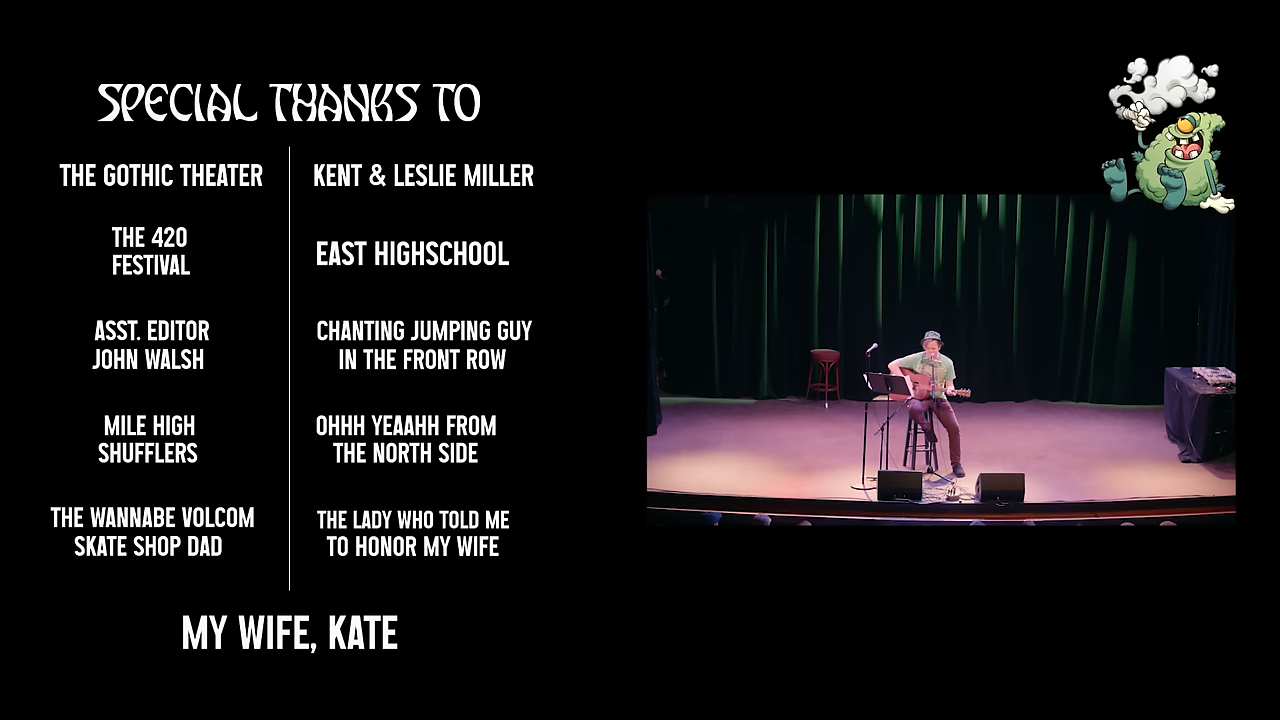 SPECIAL THANKS TO
THE GOTHIC THEATER
THE 420
FESTIVAL
ASST. EDITOR
JOHN WALSH
MILE HIGH
SHUFFLERS
THE WANNABE VOLCOM
SKATE SHOP DAD
KENT & LESLIE MILLER
EAST HIGHSCHOOL
CHANTING JUMPING GUY
IN THE FRONT ROW
OHHH YEAAHH FROM
THE NORTH SIDE
THE LADY WHO TOLD ME
TO HONOR MY WIFE
MY WIFE, KATE